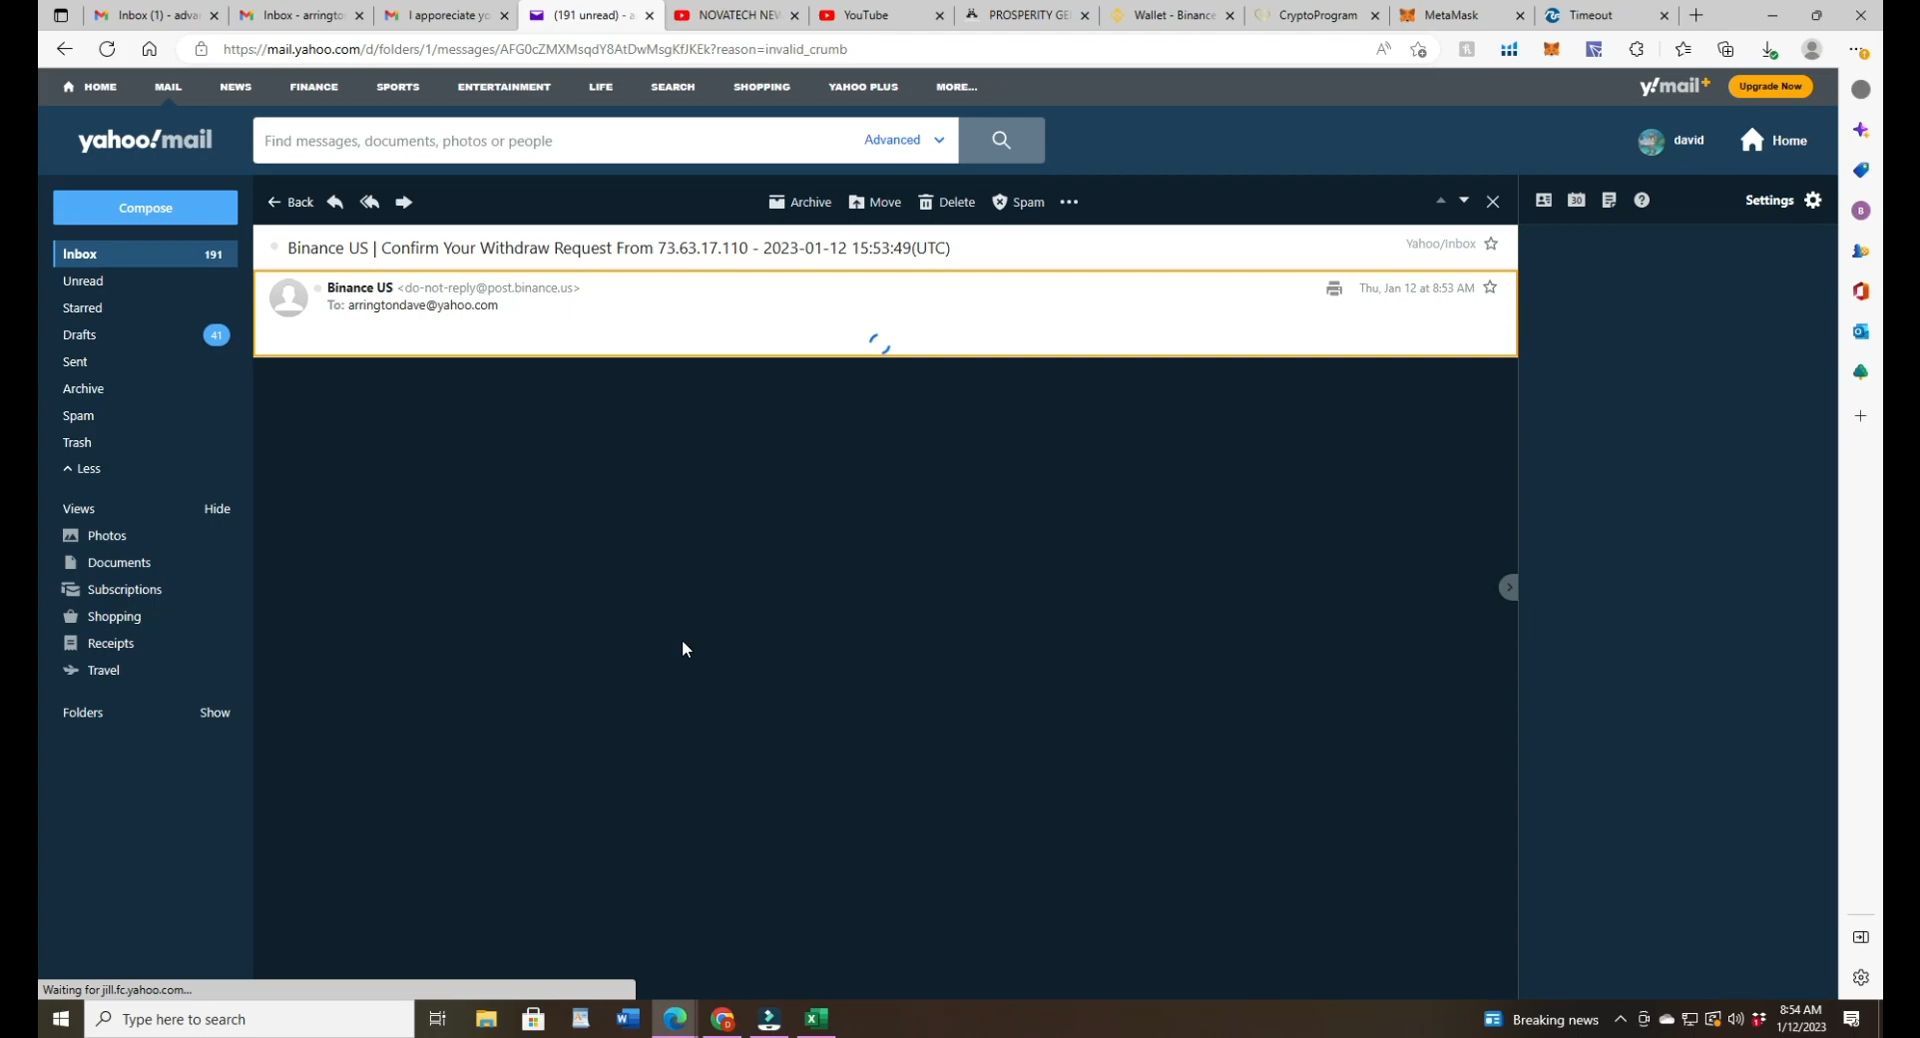 Inbox (1) - adva
Inbox - arringto
I apporeciate yo
(191 unread) - a
NOVATECH NEW
YouTube
PROSPERITY GE
Wallet - Binance
CryptoProgram
MetaMask
Timeout
https://mail.yahoo.com/d/folders/1/messages/AFG0cZMXMsqdY8AtDwMsgKfJKEk?reason=invalid_crumb
HOME MAIL NEWS FINANCE SPORTS ENTERTAINMENT LIFE SEARCH SHOPPING YAHOO PLUS MORE...
y!mail+ Upgrade Now
yahoo!mail
Find messages, documents, photos or people
Advanced
david
Home
Compose
Back
Archive Move Delete Spam
30
Settings
Inbox 191
Unread
Starred
Drafts 41
Sent
Archive
Spam
Trash
Less
Views Hide
Photos
Documents
Subscriptions
Shopping
Receipts
Travel
Folders Show
Binance US | Confirm Your Withdraw Request From 73.63.17.110 - 2023-01-12 15:53:49(UTC)
Yahoo/Inbox
Binance US <do-not-reply@post.binance.us>
Thu, Jan 12 at 8:53 AM
To: arringtondave@yahoo.com
B
Waiting for jill.fc.yahoo.com...
Type here to search
Breaking news
8:54 AM
1/12/2023